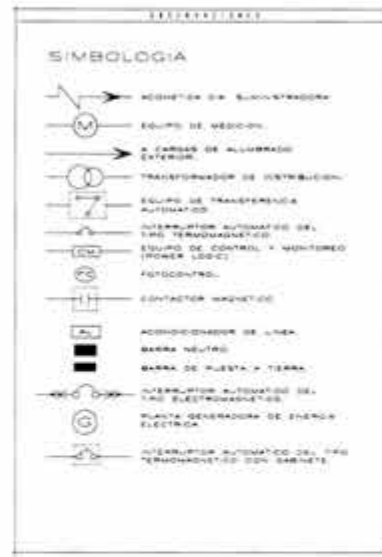 OBSERVACIONES
SIMBOLOGIA
ACOMETIDA CIA. SUMINISTRADORA
M
EQUIPO DE MEDICION.
A CARGAS DE ALUMBRADO
EXTERIOR.
TRANSFORMADOR DE DISTRIBUCION.
EQUIPO DE TRANSFERENCIA
AUTOMATICO.
INTERRUPTOR AUTOMATICO DEL
TIPO TERMOMAGNETICO.
CM
EQUIPO DE CONTROL Y MONITOREO
(POWER LOGIC)
FC
FOTOCONTROL.
CONTACTOR MAGNETICO
AL
ACONDICIONADOR DE LINEA.
BARRA NEUTRO.
BARRA DE PUESTA A TIERRA.
INTERRUPTOR AUTOMATICO DEL
TIPO ELECTROMAGNETICO.
G
PLANTA GENERADORA DE ENERGIA
ELECTRICA.
INTERRUPTOR AUTOMATICO DEL TIPO
TERMOMAGNETICO CON GABINETE.